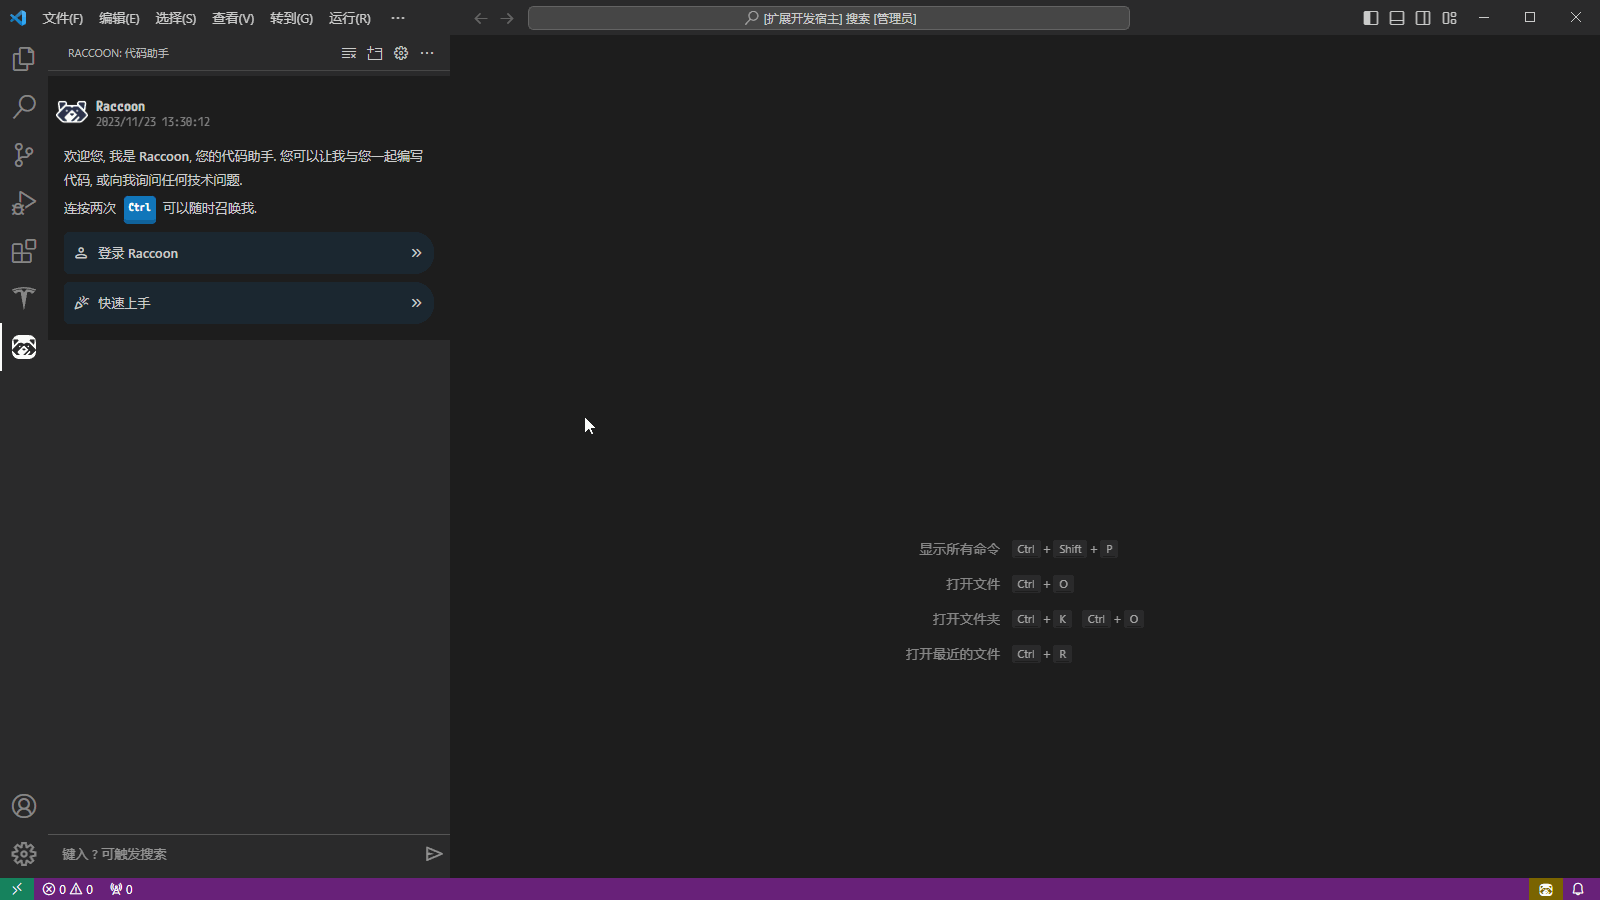 文件(F) 编辑(E) 选择(S) 查看(V) 转到(G) 运行(R) ···
[扩展开发宿主] 搜索 [管理员]
RACCOON: 代码助手
Raccoon
2023/11/23 13:30:12
欢迎您, 我是 Raccoon, 您的代码助手. 您可以让我与您一起编写
代码, 或向我询问任何技术问题.
连接两次 Ctrl 可以随时召唤我.
登录 Raccoon
快速上手
显示所有命令 Ctrl + Shift + P
打开文件 Ctrl + O
打开文件夹 Ctrl + K Ctrl + O
打开最近的文件 Ctrl + R
键入 ? 可触发搜索
0 0 0